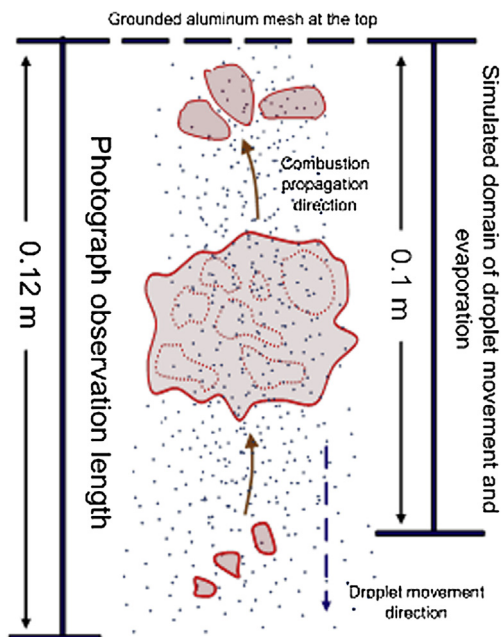 Grounded aluminum mesh at the top
Combustion
propagation
direction
Photograph observation length
0.12 m
0.1 m
Simulated domain of droplet movement and
evaporation
Droplet movement
direction